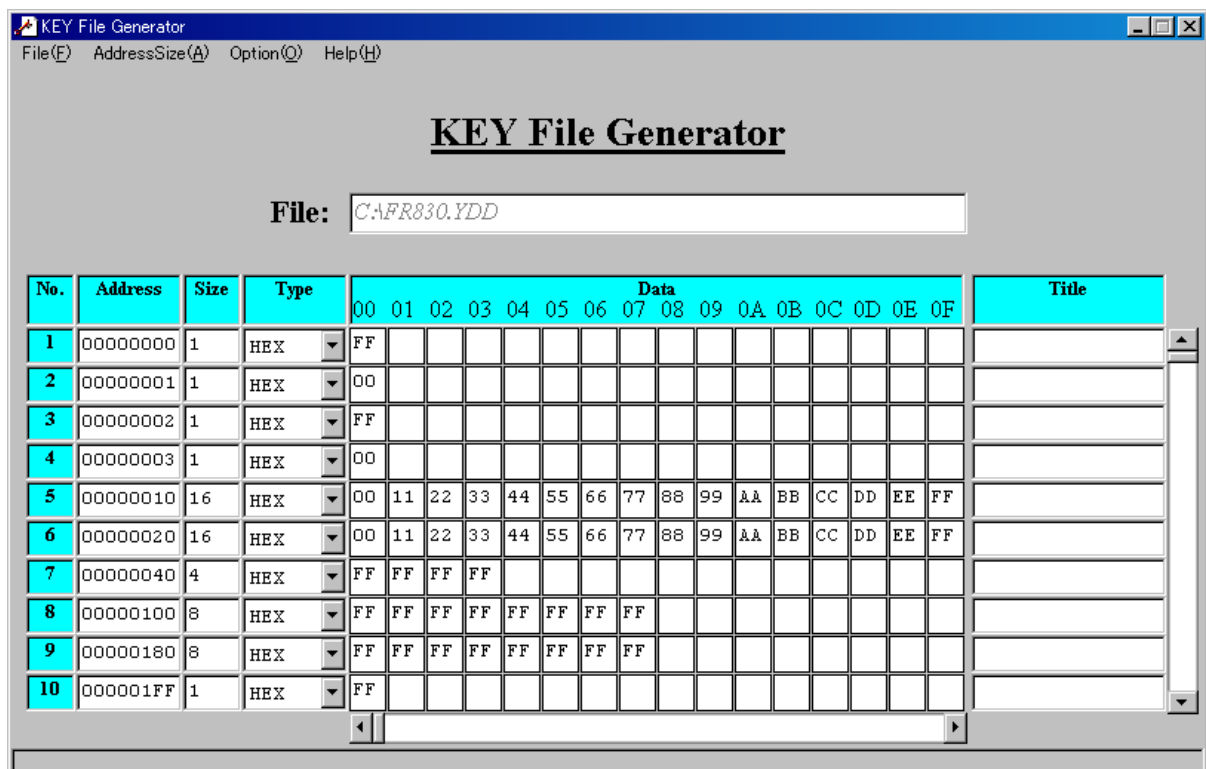 KEY File Generator
File(F) AddressSize(A) Option(O) Help(H)
KEY File Generator
File: C:\FR830.YDD
No. Address Size Type Data Title
00 01 02 03 04 05 06 07 08 09 0A 0B 0C 0D 0E 0F
1 00000000 1 HEX FF
2 00000001 1 HEX 00
3 00000002 1 HEX FF
4 00000003 1 HEX 00
5 00000010 16 HEX 00 11 22 33 44 55 66 77 88 99 AA BB CC DD EE FF
6 00000020 16 HEX 00 11 22 33 44 55 66 77 88 99 AA BB CC DD EE FF
7 00000040 4 HEX FF FF FF FF
8 00000100 8 HEX FF FF FF FF FF FF FF FF
9 00000180 8 HEX FF FF FF FF FF FF FF FF
10 000001FF 1 HEX FF